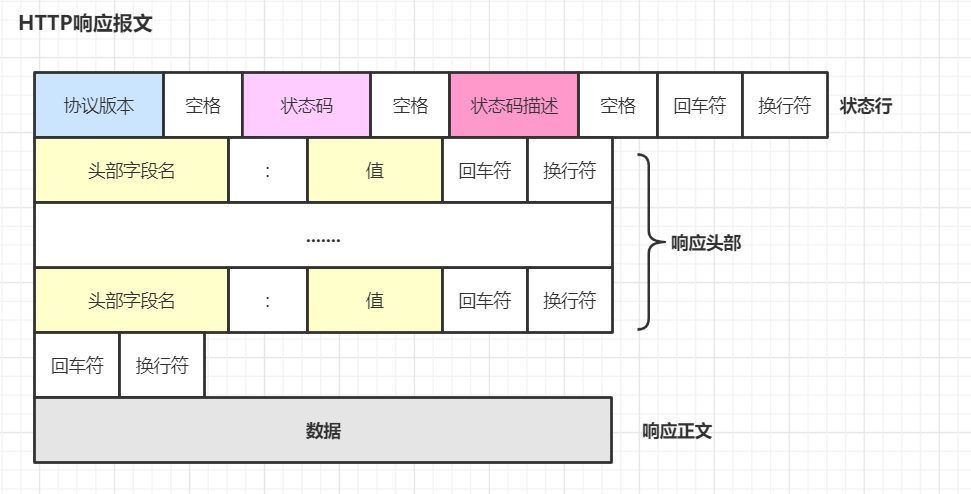 HTTP响应报文
协议版本 空格 状态码 空格 状态码描述 空格 回车符 换行符 状态行
头部字段名 : 值 回车符 换行符
.......
响应头部
头部字段名 : 值 回车符 换行符
回车符 换行符
数据 响应正文